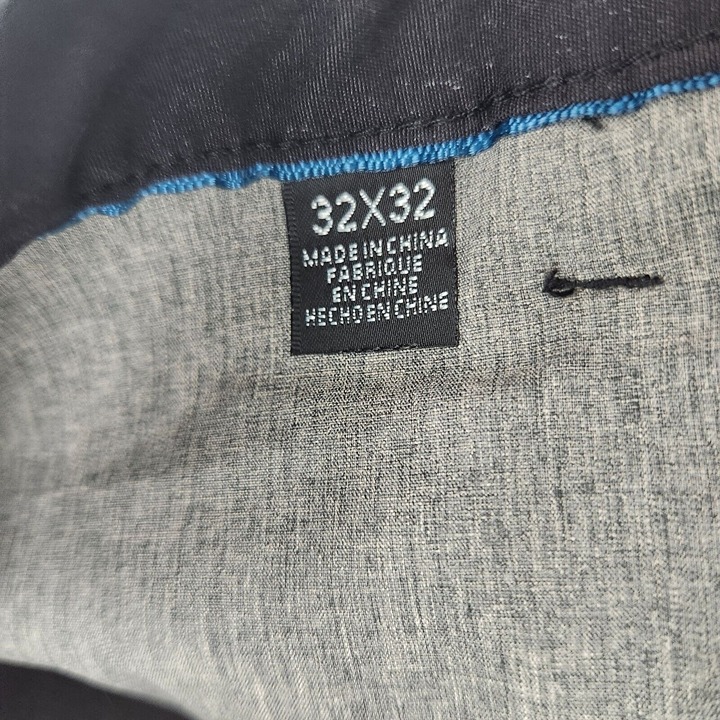 32X32
MADE IN CHINA
FABRIQUE
EN CHINE
HECHO EN CHINE